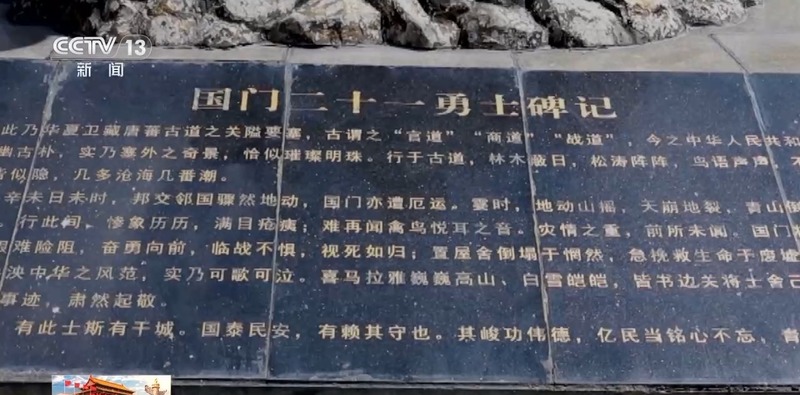 CCTV 13
新闻
国门二十一勇士碑记
此乃华夏卫藏唐蕃古道之关隘要塞，古谓之“官道”“商道”“战道”，今之中华人民共和
幽古朴，实乃塞外之奇景，恰似璀璨明珠。行于古道，林木蔽日，松涛阵阵，鸟语声声，不
皆似隐，几多沧海几番潮。
辛未日未时，邦交邻国骤然地动，国门亦遭厄运。霎时，地动山摇，天崩地裂，青山倒
。行此间，惨象历历，满目疮痍；难再闻禽鸟悦耳之音。灾情之重，前所未闻。国门将
艰难险阻，奋勇向前，临战不惧，视死如归；置屋舍倒塌于惘然，急挽救生命于废墟
泱中华之风范，实乃可歌可泣。喜马拉雅巍巍高山、白雪皑皑，皆书边关将士舍己
事迹，肃然起敬。
有此士斯有干城。国泰民安，有赖其守也。其峻功伟德，亿民当铭心不忘，青